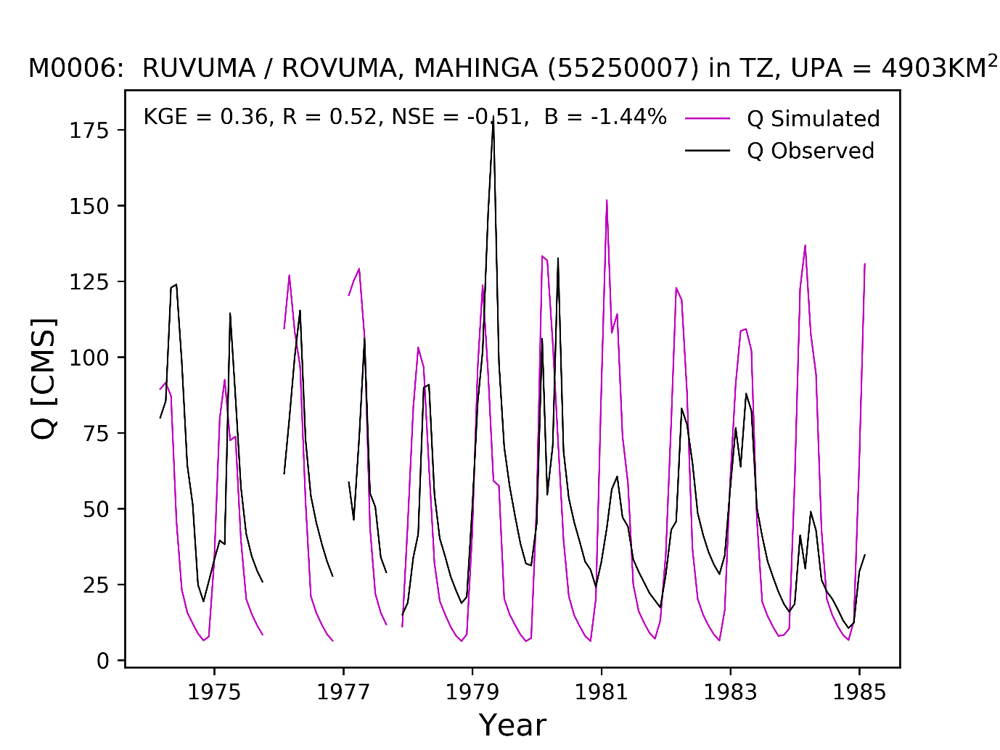 M0006:  RUVUMA / ROVUMA, MAHINGA (55250007) in TZ, UPA = 4903KM²
KGE = 0.36, R = 0.52, NSE = -0.51,  B = -1.44%
Q Simulated
Q Observed
175
150
125
100
75
50
25
0
Q [CMS]
1975 1977 1979 1981 1983 1985
Year